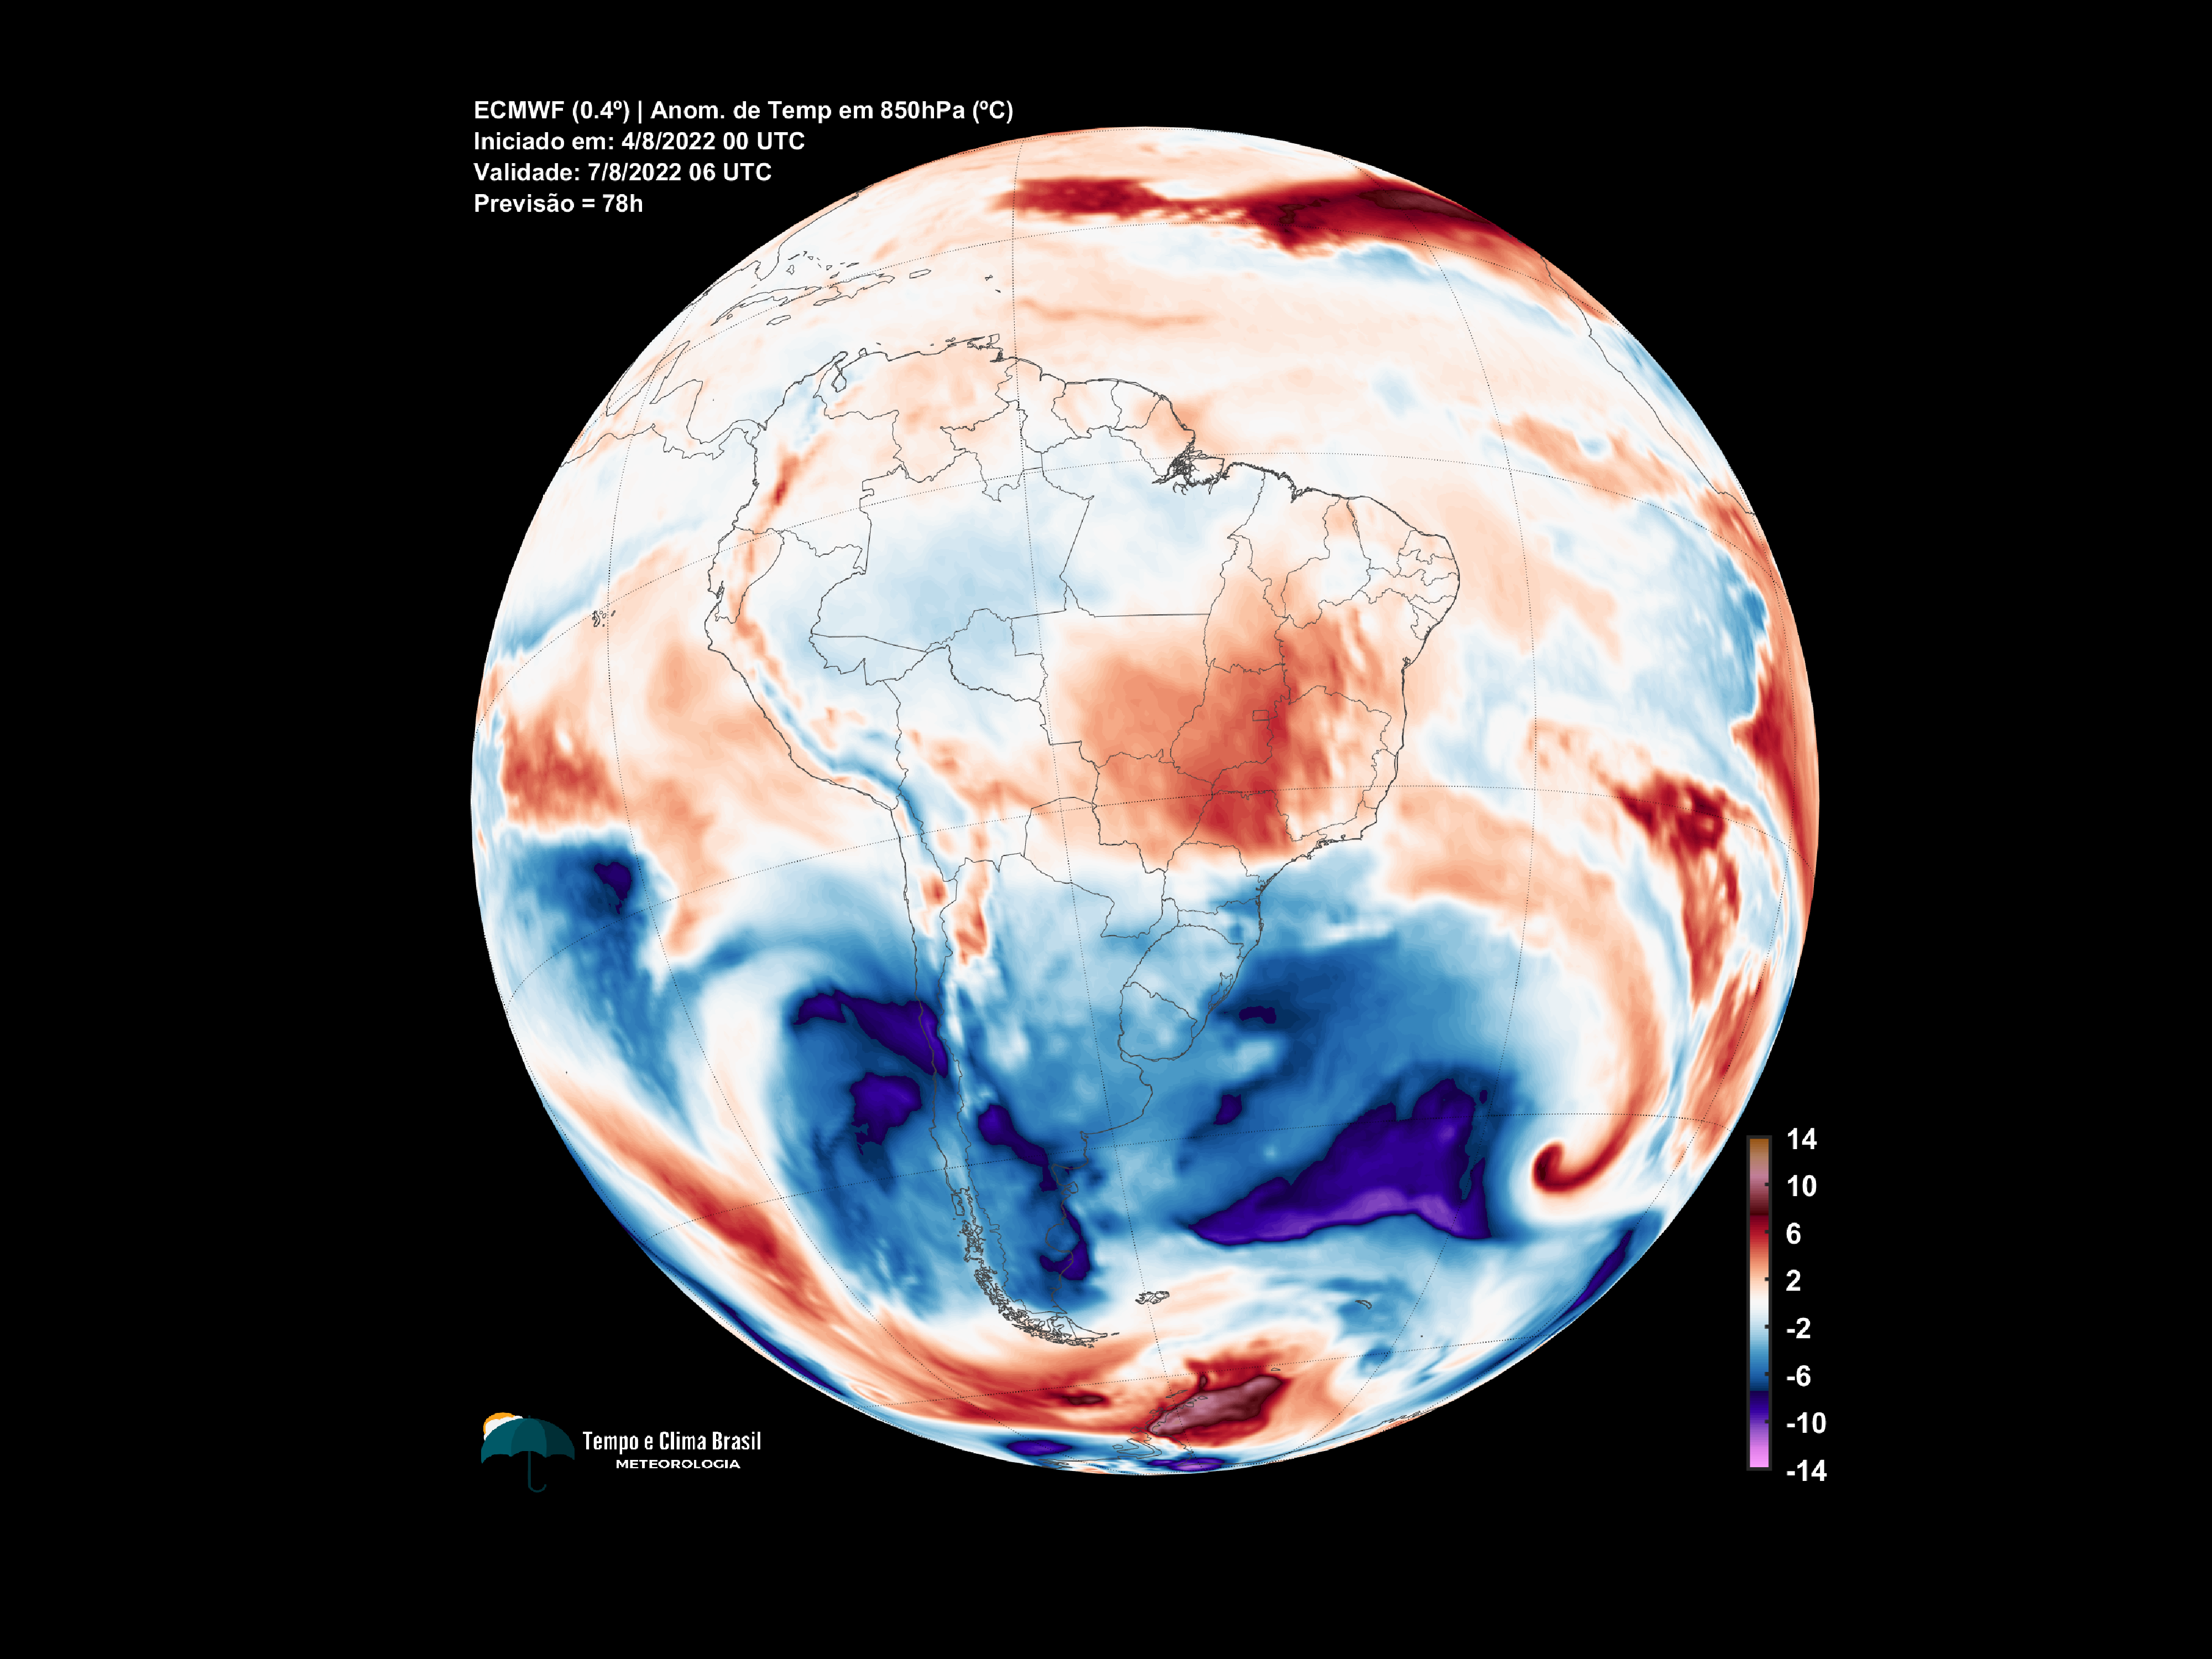 ECMWF (0.4º) | Anom. de Temp em 850hPa (ºC)
Iniciado em: 4/8/2022 00 UTC
Validade: 7/8/2022 06 UTC
Previsão = 78h
14
10
6
2
-2
-6
-10
-14
Tempo e Clima Brasil
METEOROLOGIA